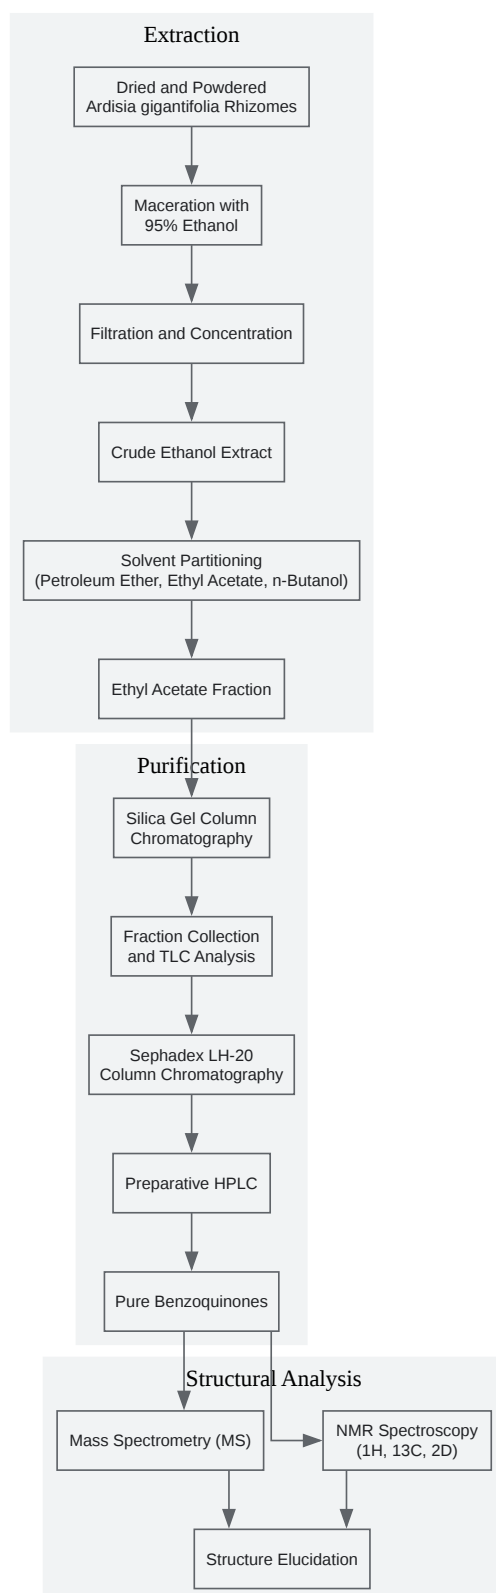 Extraction
Dried and Powdered
Ardisia gigantifolia Rhizomes
Maceration with
95% Ethanol
Filtration and Concentration
Crude Ethanol Extract
Solvent Partitioning
(Petroleum Ether, Ethyl Acetate, n-Butanol)
Ethyl Acetate Fraction
Purification
Silica Gel Column
Chromatography
Fraction Collection
and TLC Analysis
Sephadex LH-20
Column Chromatography
Preparative HPLC
Pure Benzoquinones
Structural Analysis
Mass Spectrometry (MS)
NMR Spectroscopy
(1H, 13C, 2D)
Structure Elucidation